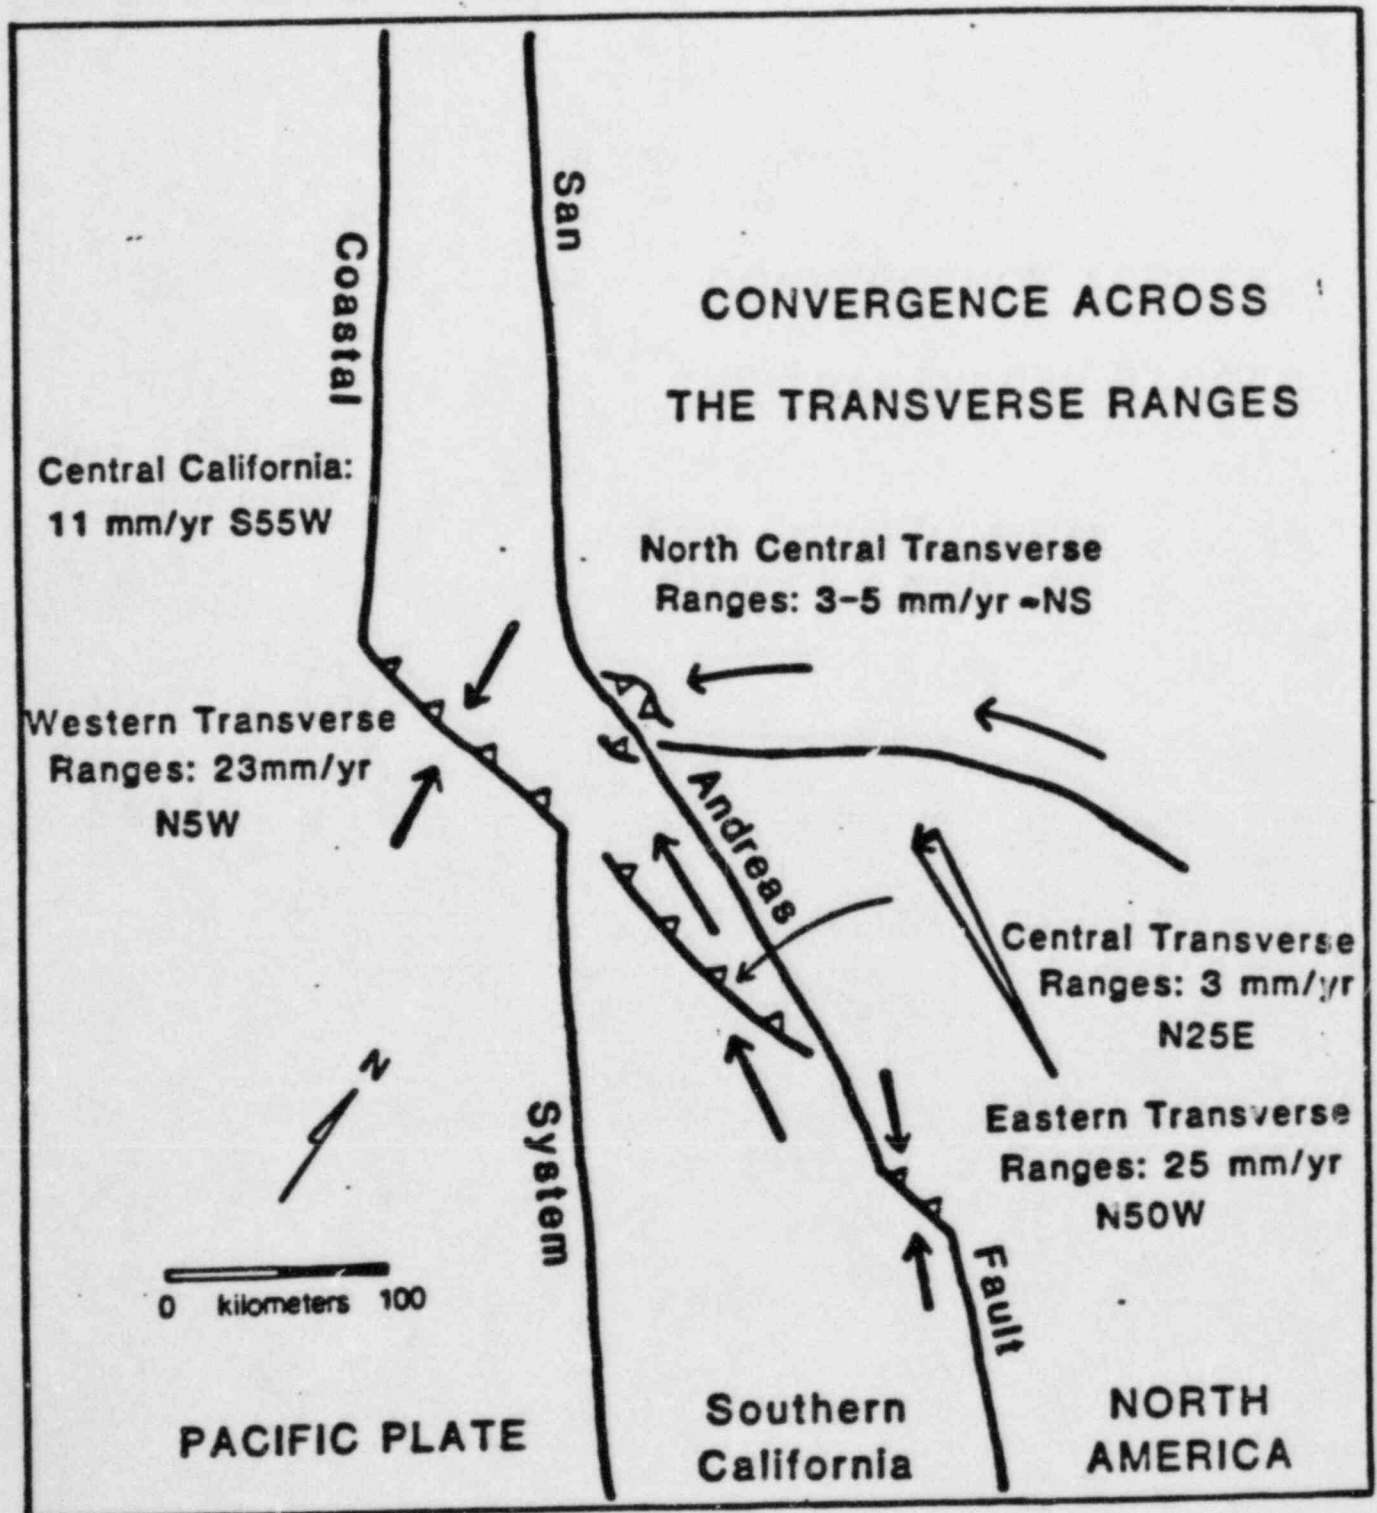 San
Coastal
CONVERGENCE ACROSS
THE TRANSVERSE RANGES
Central California:
11 mm/yr S55W
North Central Transverse
Ranges: 3-5 mm/yr ~NS
Western Transverse
Ranges: 23mm/yr
N5W
Andreas
Central Transverse
Ranges: 3 mm/yr
N25E
N
System
Eastern Transverse
Ranges: 25 mm/yr
N50W
Fault
0 kilometers 100
PACIFIC PLATE
Southern
California
NORTH
AMERICA